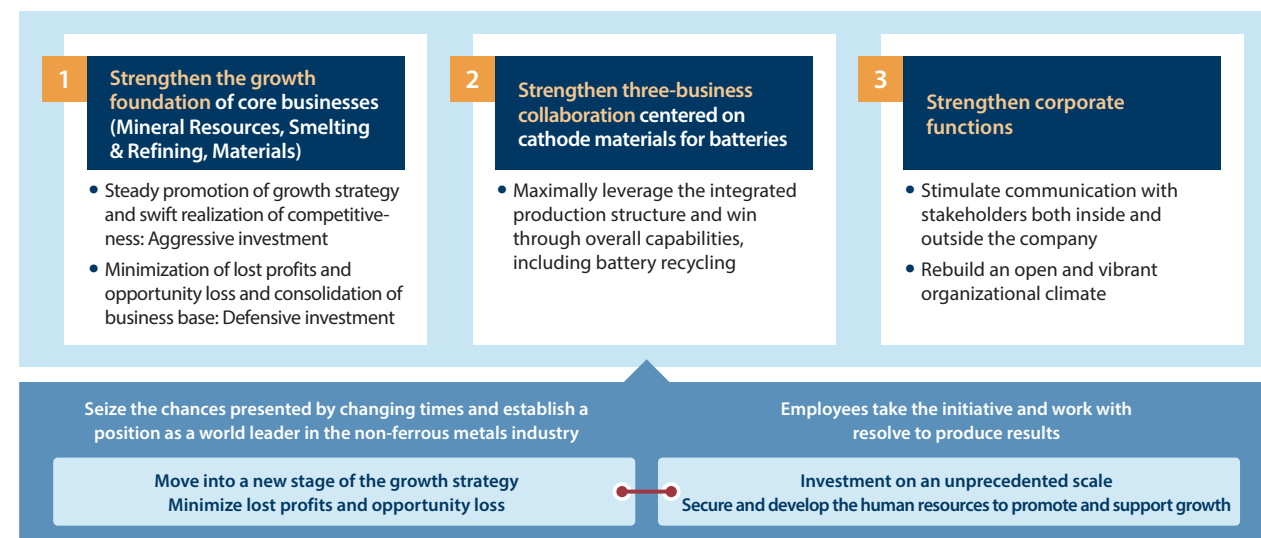 1
Strengthen the growth
foundation of core businesses
(Mineral Resources, Smelting
& Refining, Materials)
• Steady promotion of growth strategy
and swift realization of competitive-
ness: Aggressive investment
• Minimization of lost profits and
opportunity loss and consolidation of
business base: Defensive investment
2
Strengthen three-business
collaboration centered on
cathode materials for batteries
• Maximally leverage the integrated
production structure and win
through overall capabilities,
including battery recycling
3
Strengthen corporate
functions
• Stimulate communication with
stakeholders both inside and
outside the company
• Rebuild an open and vibrant
organizational climate
Seize the chances presented by changing times and establish a
position as a world leader in the non-ferrous metals industry
Move into a new stage of the growth strategy
Minimize lost profits and opportunity loss
Employees take the initiative and work with
resolve to produce results
Investment on an unprecedented scale
Secure and develop the human resources to promote and support growth